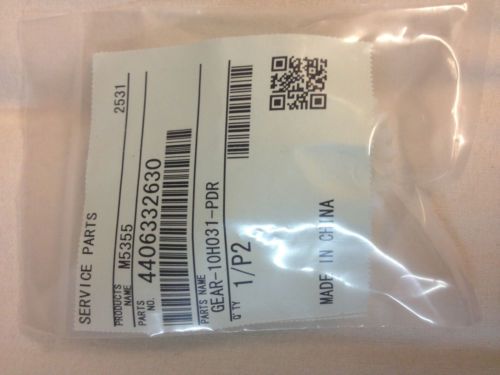 SERVICE PARTS 2531
PRODUCTS NAME M5355
PARTS NO. 4406332630
PARTS NAME
GEAR-10H031-PDR
Q'TY 1/P2
MADE IN CHINA